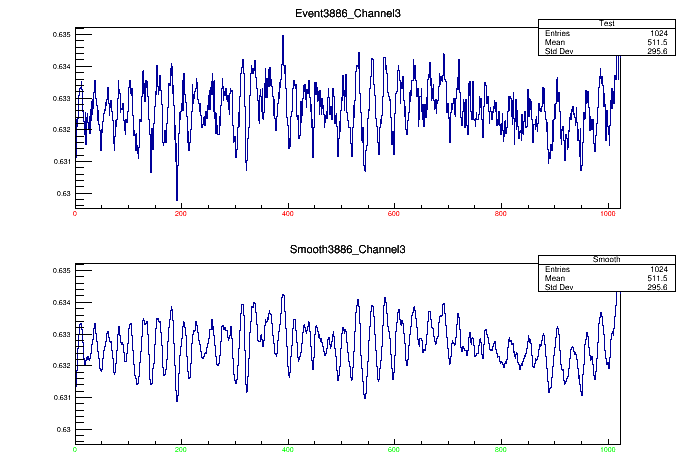 Event3886_Channel3
Test
Entries 1024
Mean 511.5
Std Dev 295.6
0.635
0.634
0.633
0.632
0.631
0.63
0 200 400 600 800 1000
Smooth3886_Channel3
Smooth
Entries 1024
Mean 511.5
Std Dev 295.6
0.635
0.634
0.633
0.632
0.631
0.63
0 200 400 600 800 1000